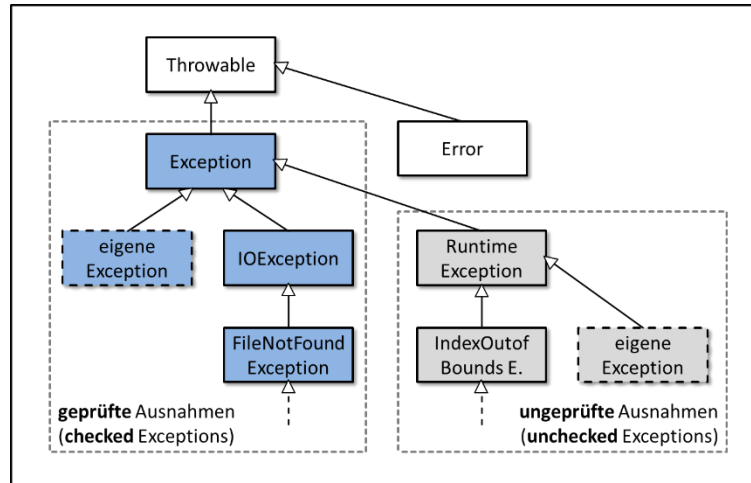 Throwable
Error
Exception
eigene
Exception
IOException
Runtime
Exception
FileNotFound
Exception
IndexOutof
Bounds E.
eigene
Exception
geprüfte Ausnahmen
(checked Exceptions)
ungeprüfte Ausnahmen
(unchecked Exceptions)